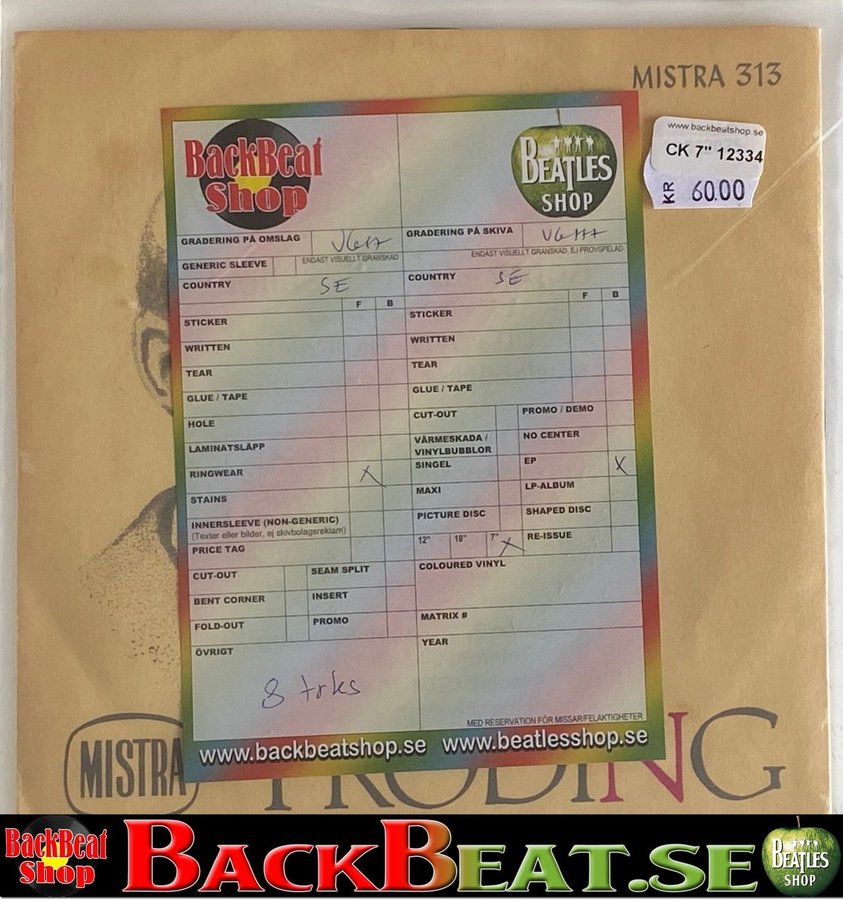 MISTRA 313
www.backbeatshop.se
CK 7" 12334
KR 60.00
BackBeat
Shop
BEATLES
SHOP
GRADERING PÅ OMSLAG
GENERIC SLEEVE
ENDAST VISUELLT GRANSKAD
COUNTRY SE
F B
STICKER
WRITTEN
TEAR
GLUE / TAPE
HOLE
LAMINATSLÄPP
RINGWEAR X
STAINS
INNERSLEEVE (NON-GENERIC)
(Texter eller bilder, ej skivbolagsreklam)
PRICE TAG
CUT-OUT SEAM SPLIT
BENT CORNER INSERT
FOLD-OUT PROMO
ÖVRIGT
8 trks
GRADERING PÅ SKIVA
ENDAST VISUELLT GRANSKAD, EJ PROVSPELAD
COUNTRY SE
F B
STICKER
WRITTEN
TEAR
GLUE / TAPE
CUT-OUT PROMO / DEMO
VÄRMESKADA / NO CENTER
VINYLBUBBLOR
SINGEL EP X
MAXI LP-ALBUM
PICTURE DISC SHAPED DISC
12" 10" 7" X RE-ISSUE
COLOURED VINYL
MATRIX #
YEAR
MED RESERVATION FÖR MISSAR/FELAKTIGHETER
www.backbeatshop.se www.beatlesshop.se
MISTRA FRÖDING
BackBeat
Shop
BACKBEAT.SE
BEATLES
SHOP